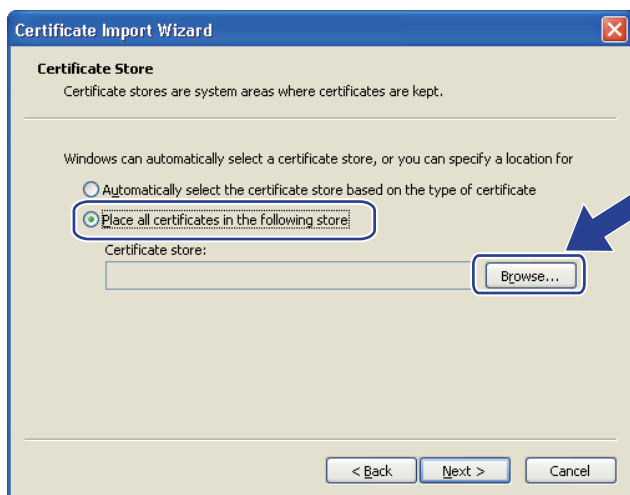 Certificate Import Wizard
Certificate Store
Certificate stores are system areas where certificates are kept.
Windows can automatically select a certificate store, or you can specify a location for
Automatically select the certificate store based on the type of certificate
Place all certificates in the following store
Certificate store:
Browse...
< Back Next > Cancel